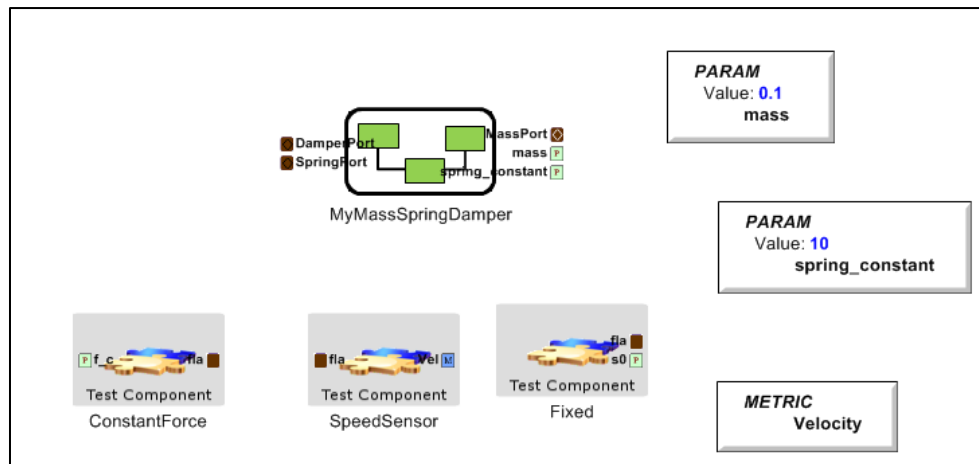 PARAM
Value: 0.1
mass
DamperPort
SpringPort
MassPort
mass P
spring_constant P
MyMassSpringDamper
PARAM
Value: 10
spring_constant
P f_c fla
Test Component
ConstantForce
fla Vel M
Test Component
SpeedSensor
fla
s0 P
Test Component
Fixed
METRIC
Velocity